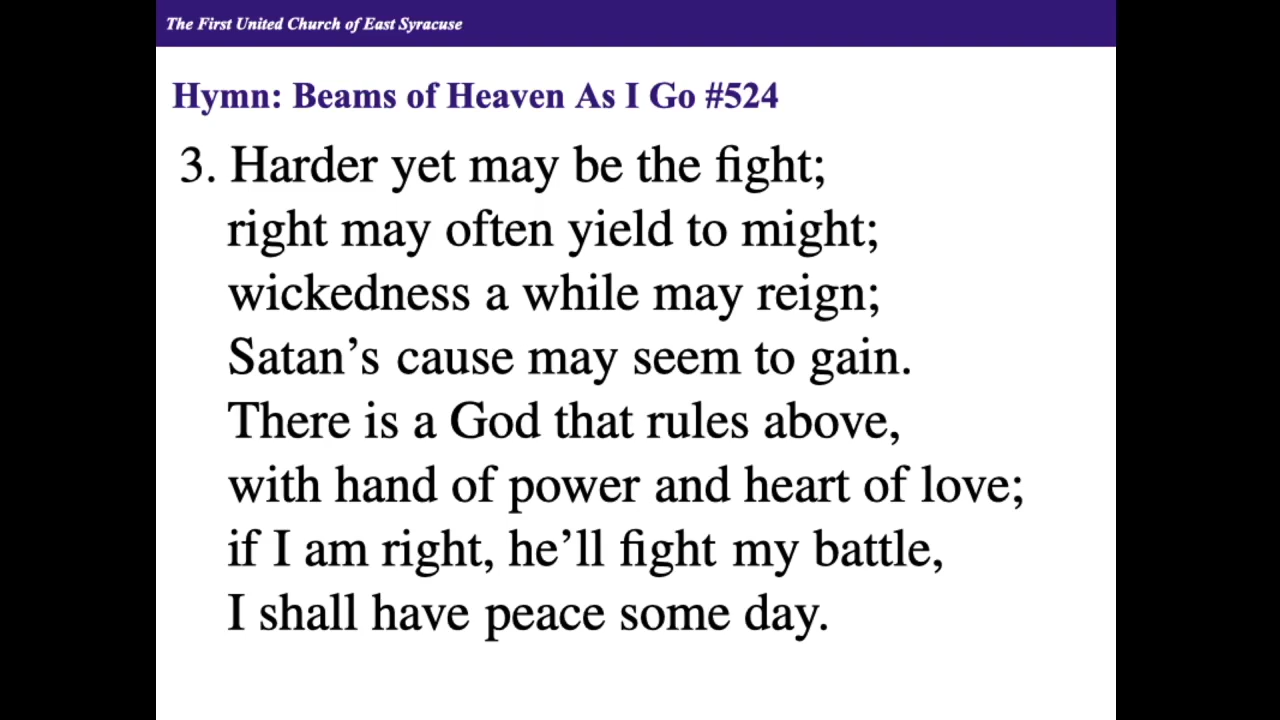 The First United Church of East Syracuse
Hymn: Beams of Heaven As I Go #524
3. Harder yet may be the fight;
right may often yield to might;
wickedness a while may reign;
Satan’s cause may seem to gain.
There is a God that rules above,
with hand of power and heart of love;
if I am right, he’ll fight my battle,
I shall have peace some day.